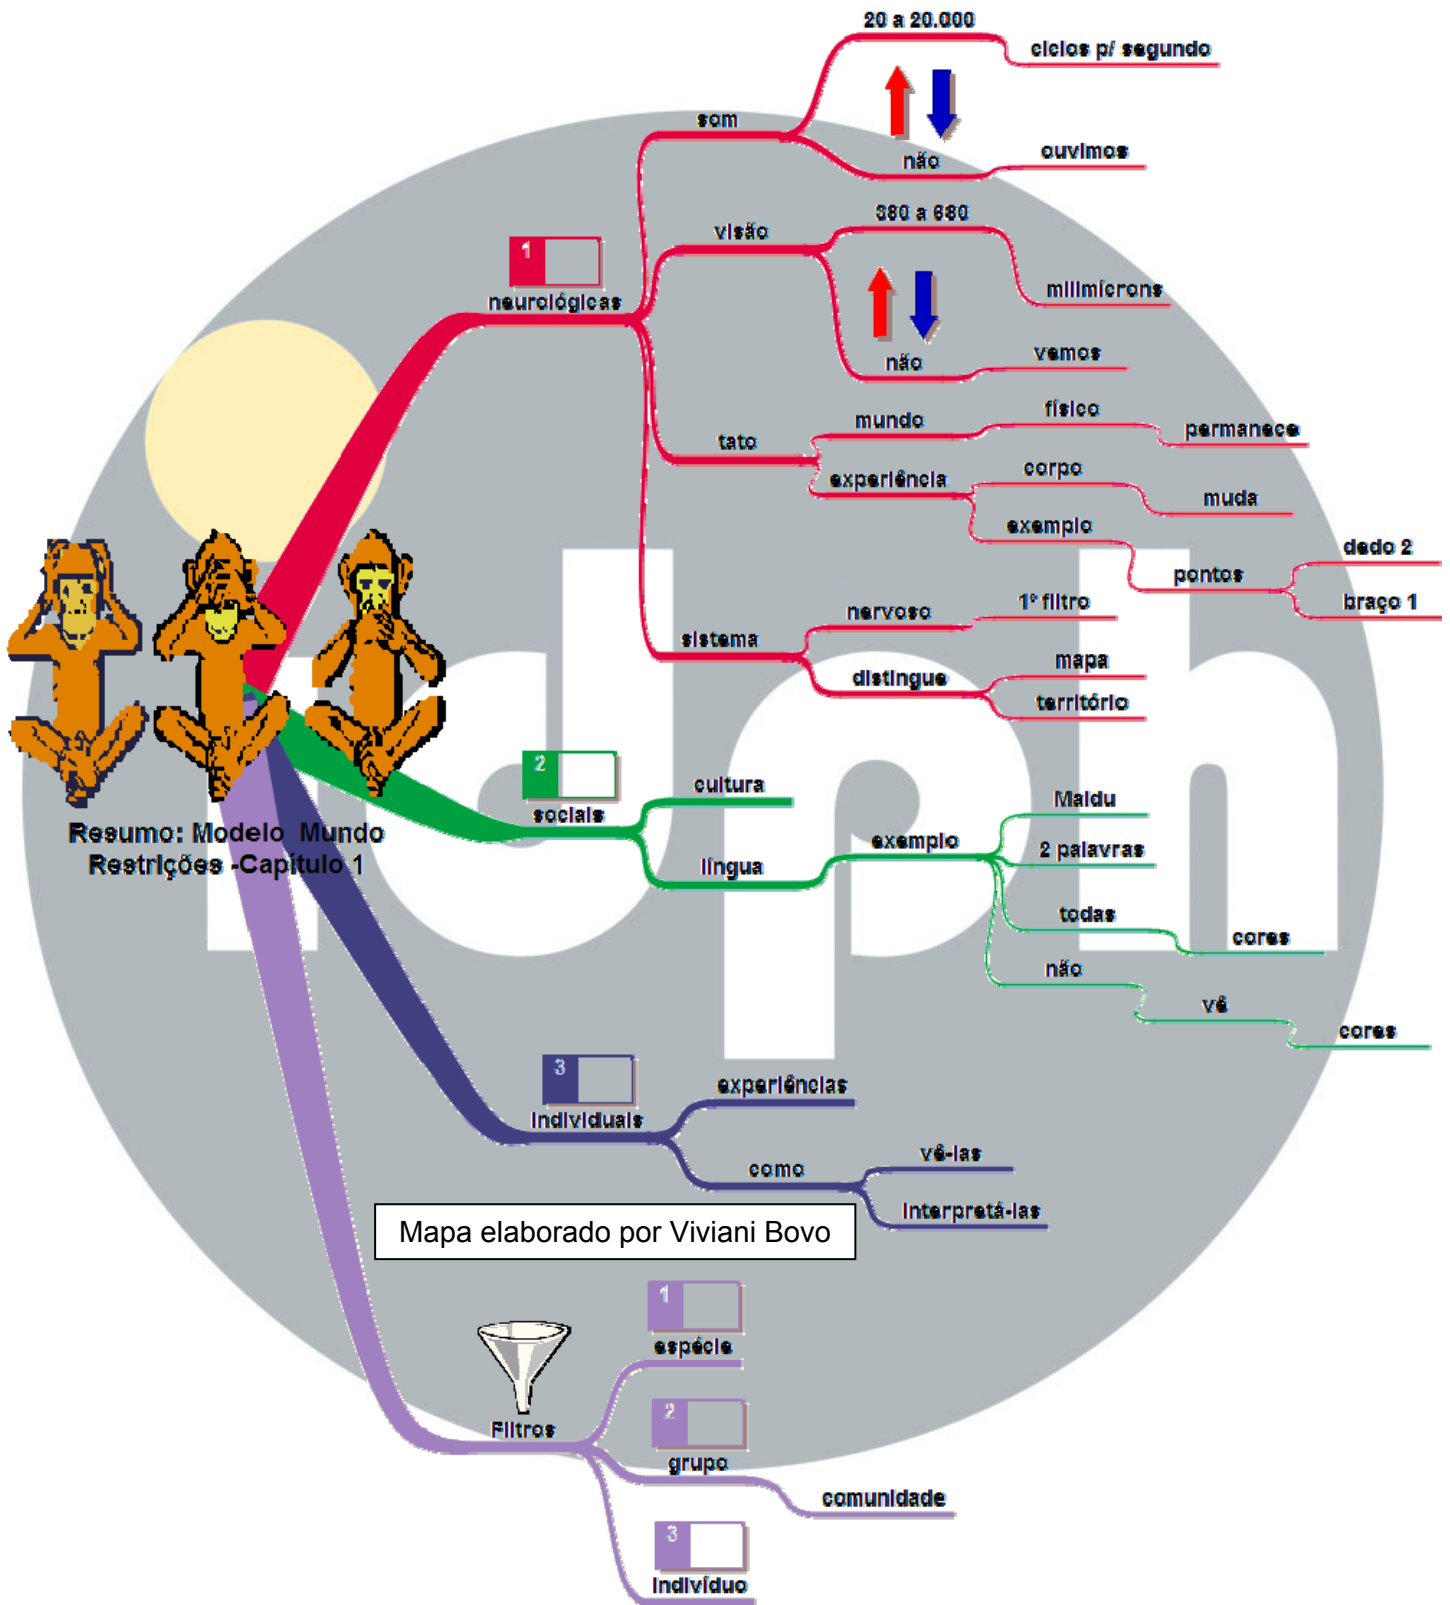 20 a 20.000
ciclos p/ segundo
som
não
ouvimos
380 a 680
visão
1
neurológicas
milimícrons
não
vemos
mundo
físico
permanece
tato
experiência
corpo
muda
exemplo
pontos
dedo 2
braço 1
nervoso
1º filtro
sistema
distingue
mapa
território
Resumo: Modelo Mundo
Restrições -Capítulo 1
2
sociais
cultura
língua
exemplo
Maidu
2 palavras
todas
cores
não
vê
cores
3
individuais
experiências
como
vê-las
interpretá-las
Mapa elaborado por Viviani Bovo
Filtros
1
espécie
2
grupo
comunidade
3
indivíduo
idph